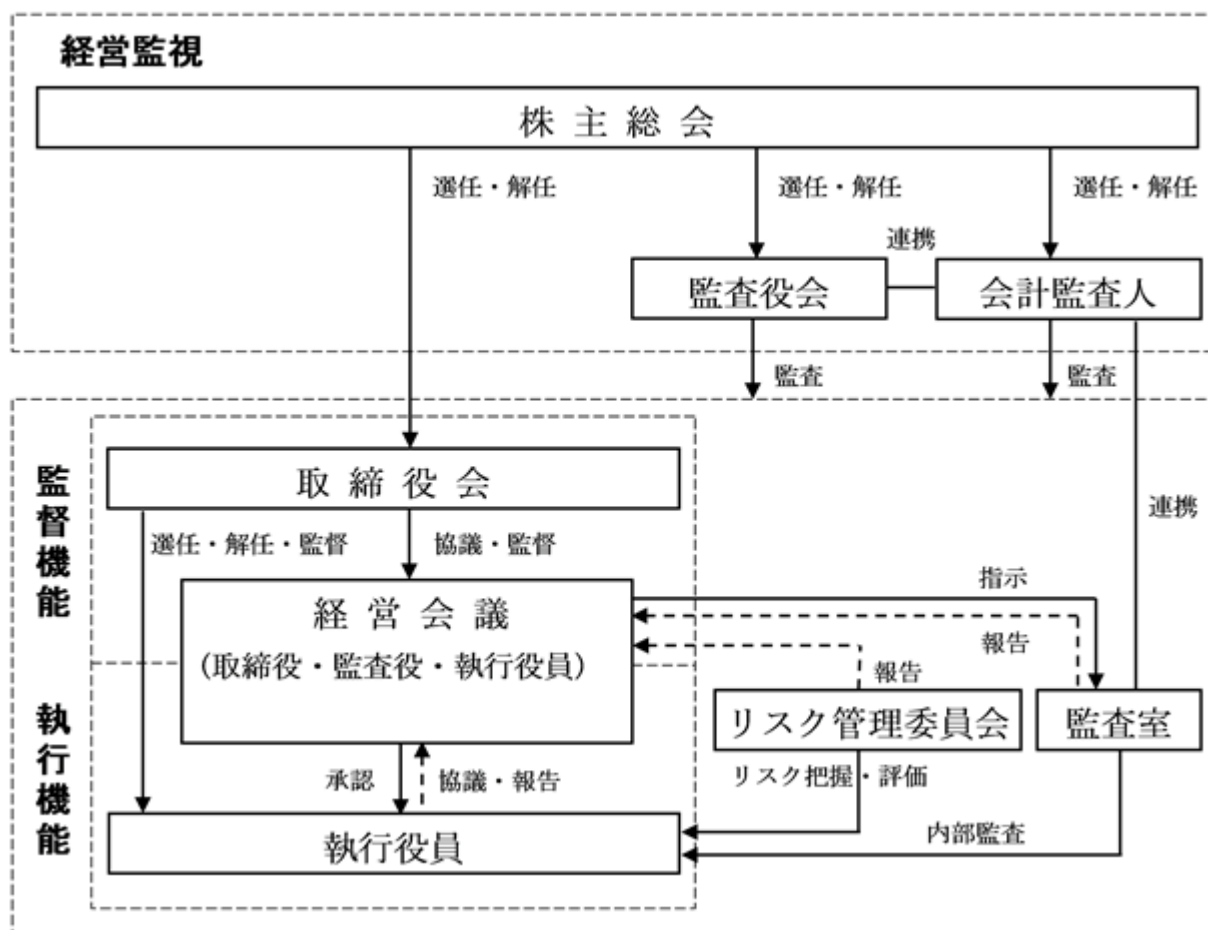 経営監視
株主総会
選任・解任
選任・解任
選任・解任
連携
監査役会
会計監査人
監査
監査
監督機能
取締役会
連携
選任・解任・監督
協議・監督
指示
経営会議
(取締役・監査役・執行役員)
報告
報告
執行機能
リスク管理委員会
監査室
承認
協議・報告
リスク把握・評価
内部監査
執行役員